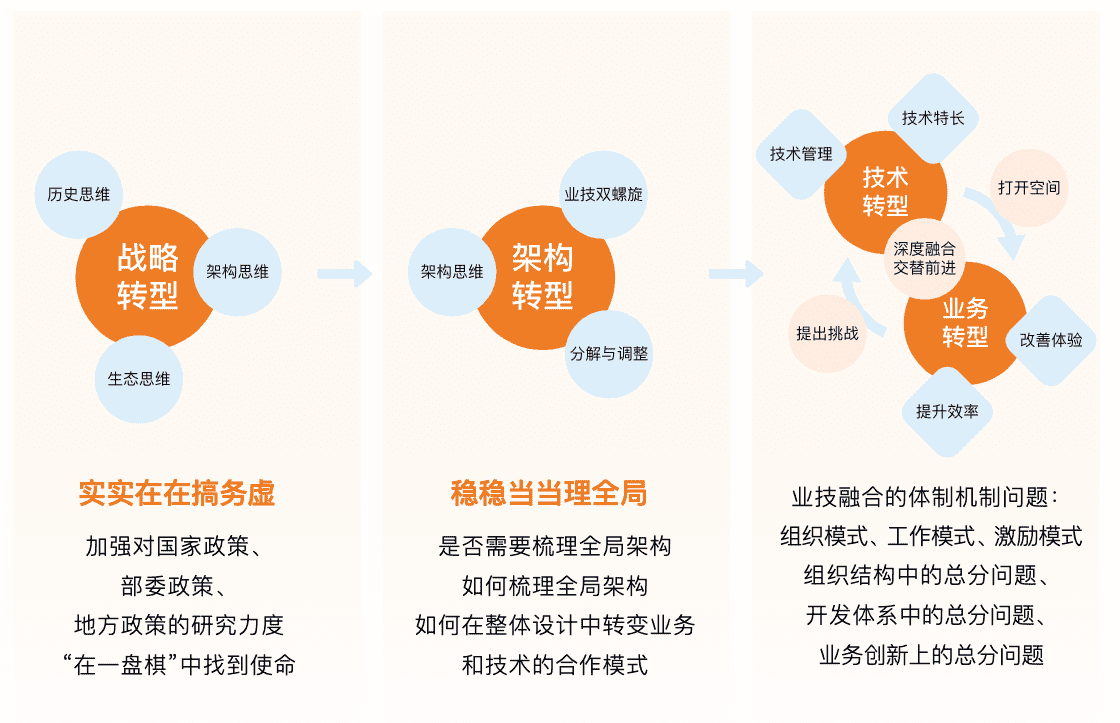 历史思维
战略
转型
架构思维
生态思维
实实在在搞务虚
加强对国家政策、
部委政策、
地方政策的研究力度
“在一盘棋”中找到使命
业技双螺旋
架构思维
架构
转型
分解与调整
稳稳当当理全局
是否需要梳理全局架构
如何梳理全局架构
如何在整体设计中转变业务
和技术的合作模式
技术特长
技术管理
技术
转型
打开空间
深度融合
交替前进
提出挑战
业务
转型
改善体验
提升效率
业技融合的体制机制问题：
组织模式、工作模式、激励模式
组织结构中的总分问题、
开发体系中的总分问题、
业务创新上的总分问题